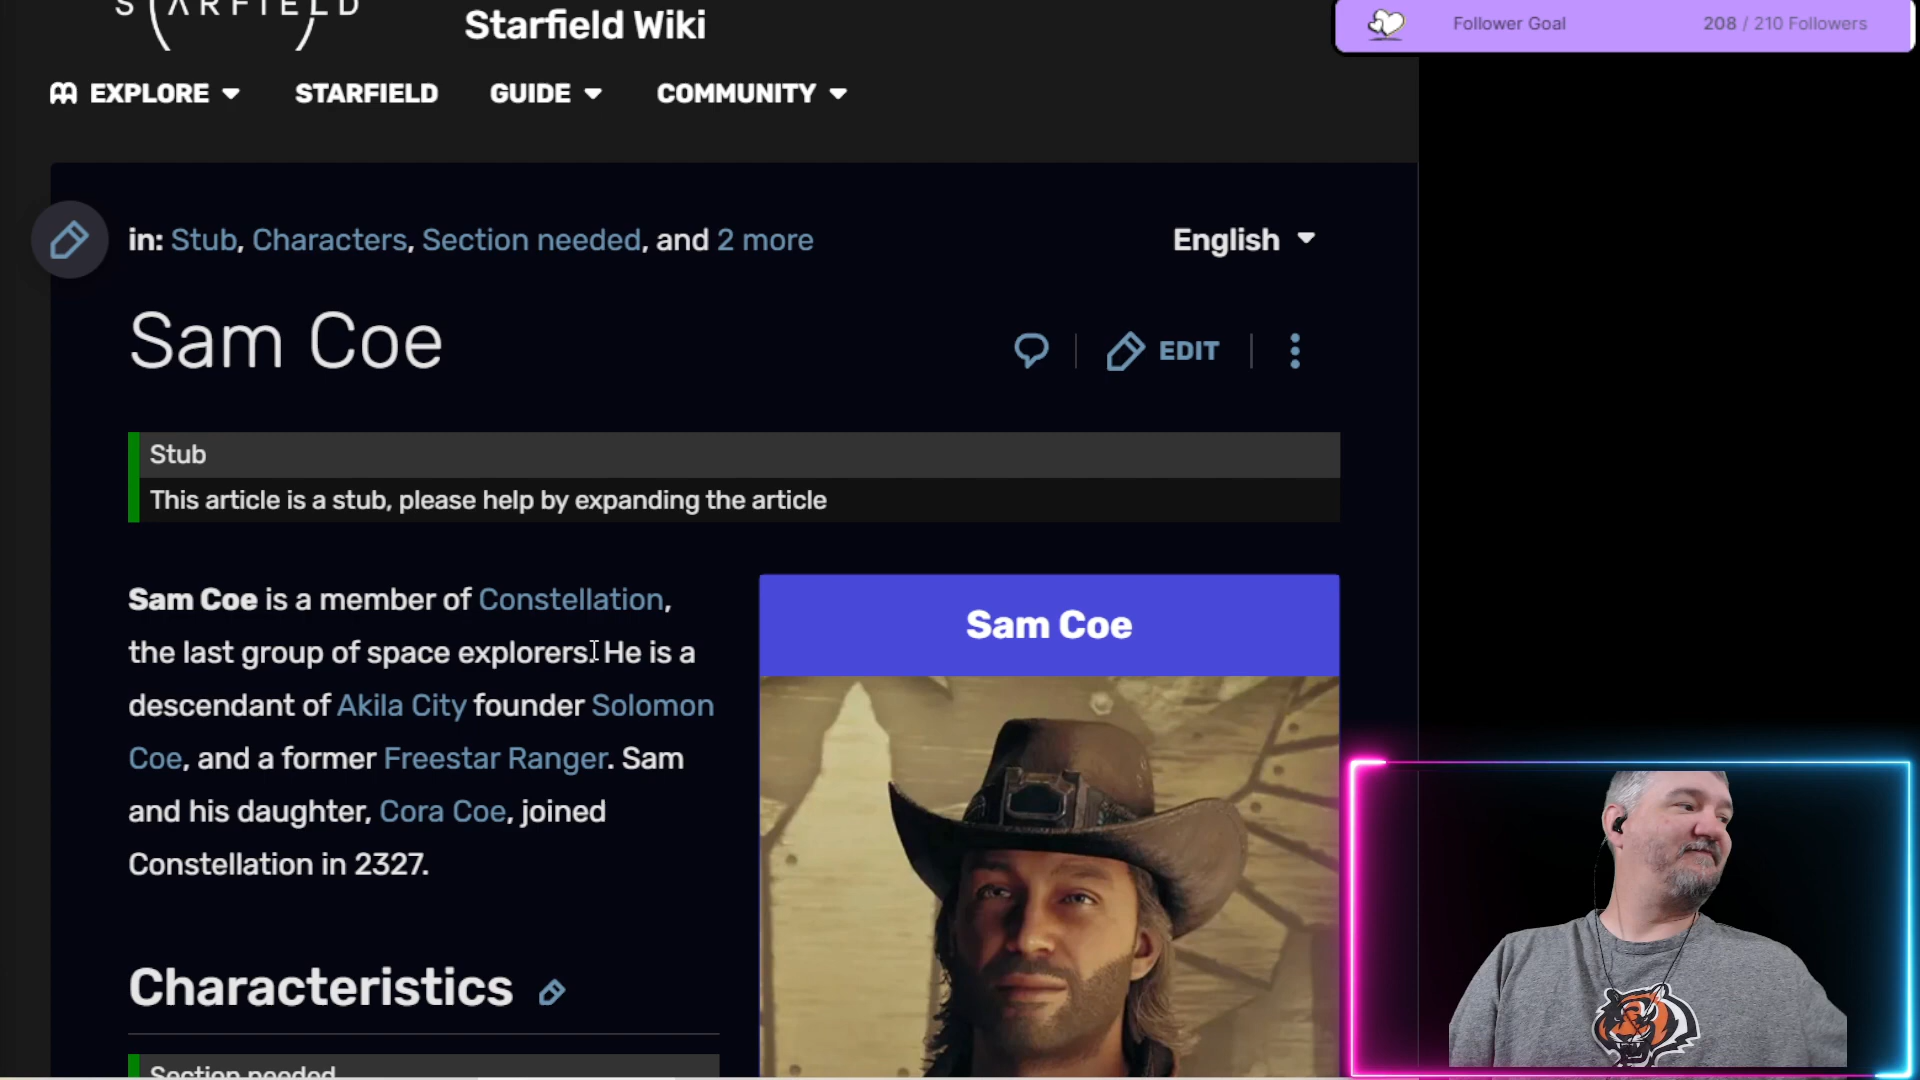 STARFIELD
Starfield Wiki
Follower Goal
208 / 210 Followers
EXPLORE
STARFIELD
GUIDE
COMMUNITY
in: Stub, Characters, Section needed, and 2 more
English
Sam Coe
EDIT
Stub
This article is a stub, please help by expanding the article
Sam Coe is a member of Constellation,
the last group of space explorers. He is a
descendant of Akila City founder Solomon
Coe, and a former Freestar Ranger. Sam
and his daughter, Cora Coe, joined
Constellation in 2327.
Sam Coe
Characteristics
Section needed